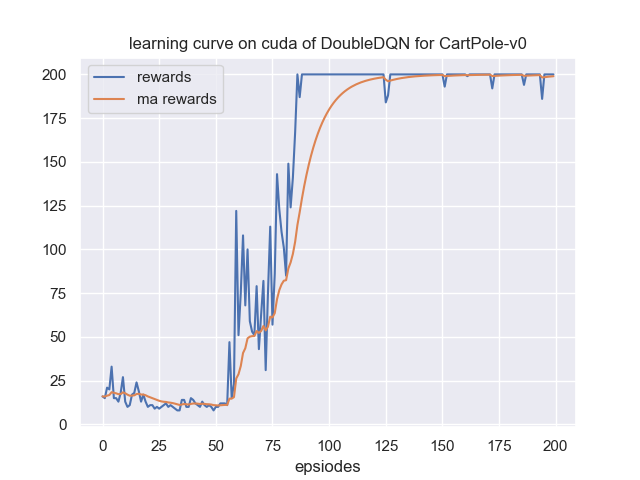 learning curve on cuda of DoubleDQN for CartPole-v0
rewards
ma rewards
200
175
150
125
100
75
50
25
0
0 25 50 75 100 125 150 175 200
epsiodes